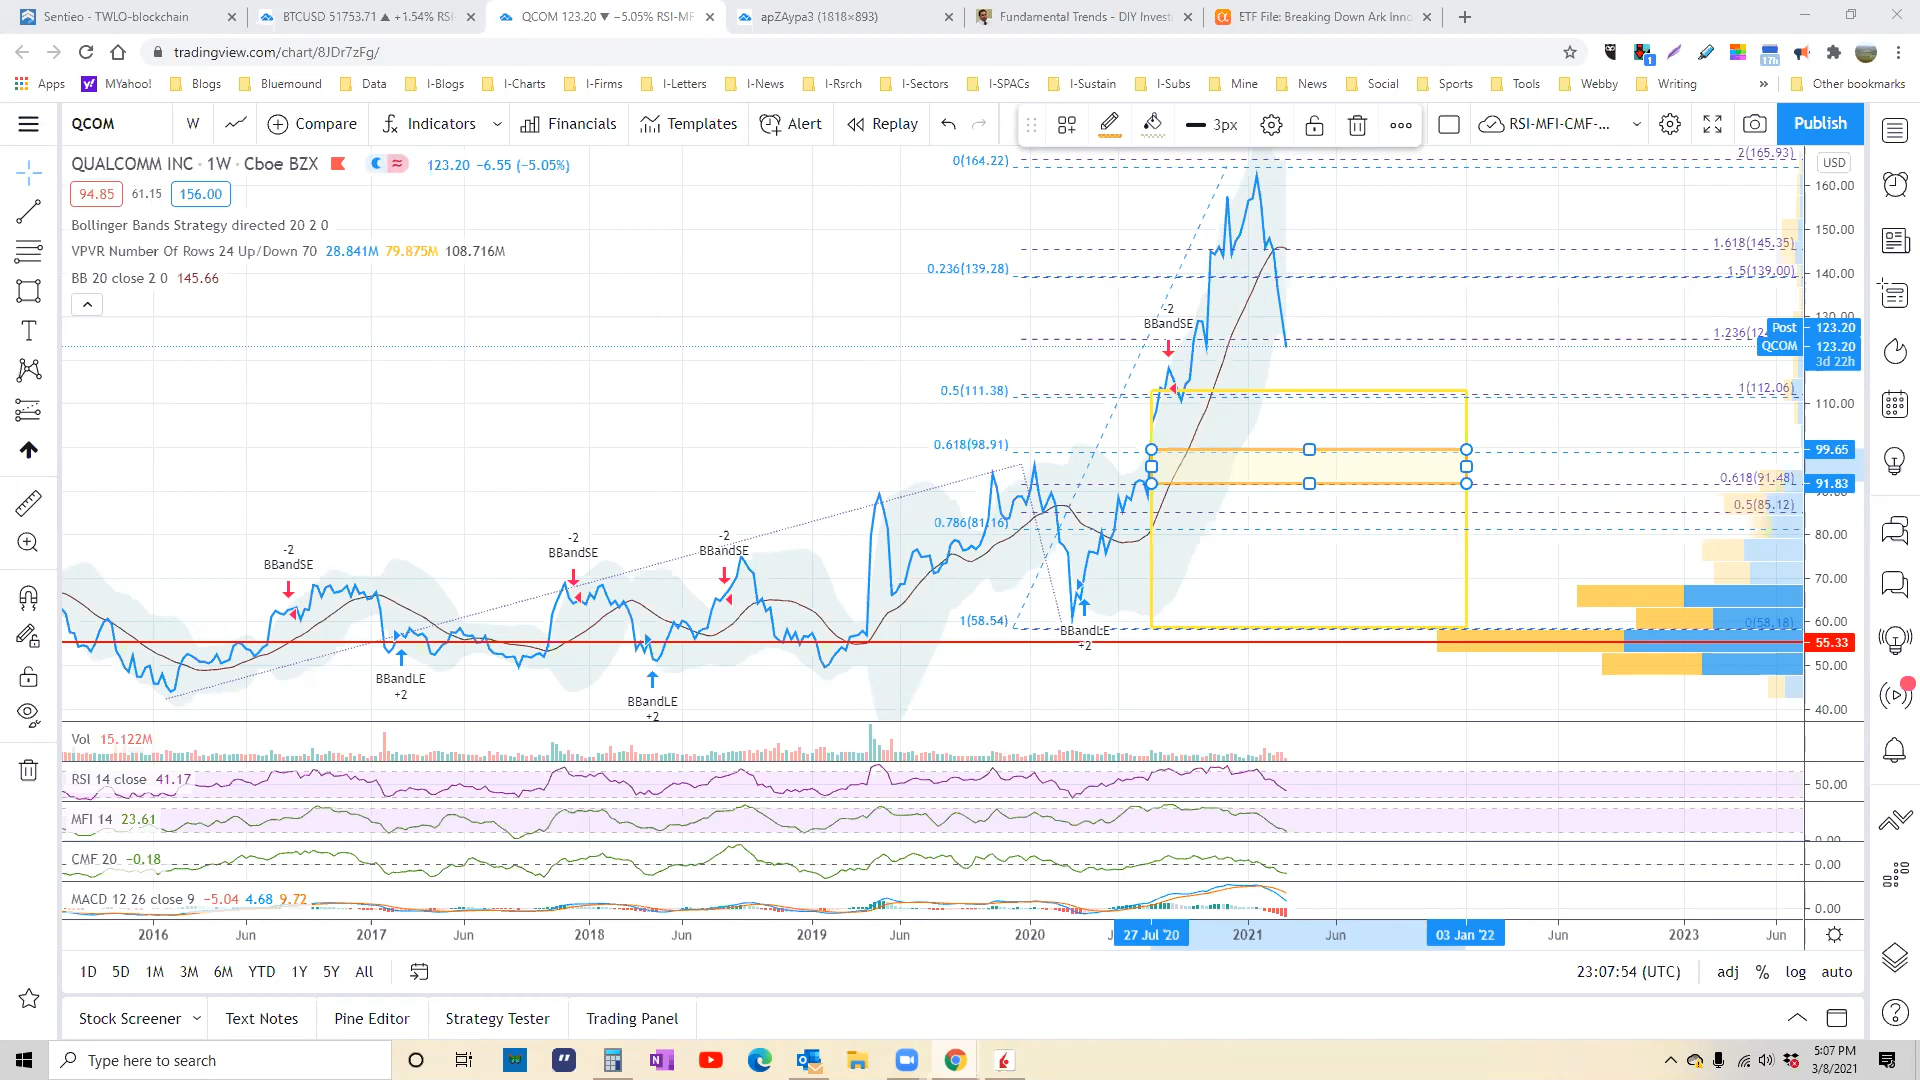 Sentieo - TWLO-blockchain
BTCUSD 51753.71 ▲ +1.54% RSI
QCOM 123.20 ▼ −5.05% RSI-MF
apZAypa3 (1818×893)
Fundamental Trends - DIY Invest
ETF File: Breaking Down Ark Inno
tradingview.com/chart/8JDr7zFg/
1
17h
Apps
MYahoo!
Blogs
Bluemound
Data
I-Blogs
I-Charts
I-Firms
I-Letters
I-News
I-Rsrch
I-Sectors
I-SPACs
I-Sustain
I-Subs
Mine
News
Social
Sports
Tools
Webby
Writing
»
Other bookmarks
QCOM
W
Compare
Indicators
Financials
Templates
Alert
Replay
3px
RSI-MFI-CMF-...
Publish
QUALCOMM INC · 1W · Cboe BZX
123.20 −6.55 (−5.05%)
94.85 61.15 156.00
Bollinger Bands Strategy directed 20 2 0
VPVR Number Of Rows 24 Up/Down 70 28.841M 79.875M 108.716M
BB 20 close 2 0 145.66
0(164.22)
2(165.93)
USD
160.00
150.00
1.618(145.35)
0.236(139.28)
1.5(139.00)
140.00
130.00
-2
BBandSE
1.236(12
Post 123.20
QCOM 123.20
3d 22h
0.5(111.38)
1(112.06)
110.00
0.618(98.91)
99.65
0.618(91.48)
91.83
0.5(85.12)
0.786(81.16)
80.00
-2
BBandSE
-2
BBandSE
-2
BBandSE
70.00
1(58.54)
0(58.18)
60.00
BBandLE
+2
55.33
50.00
BBandLE
+2
BBandLE
+2
40.00
Vol 15.122M
RSI 14 close 41.17
50.00
MFI 14 23.61
0.00
CMF 20 −0.18
0.00
MACD 12 26 close 9 −5.04 4.68 9.72
0.00
2016
Jun
2017
Jun
2018
Jun
2019
Jun
2020
27 Jul '20
2021
Jun
03 Jan '22
Jun
2023
Jun
1D 5D 1M 3M 6M YTD 1Y 5Y All
23:07:54 (UTC)
adj % log auto
Stock Screener
Text Notes
Pine Editor
Strategy Tester
Trading Panel
Type here to search
5:07 PM
3/8/2021